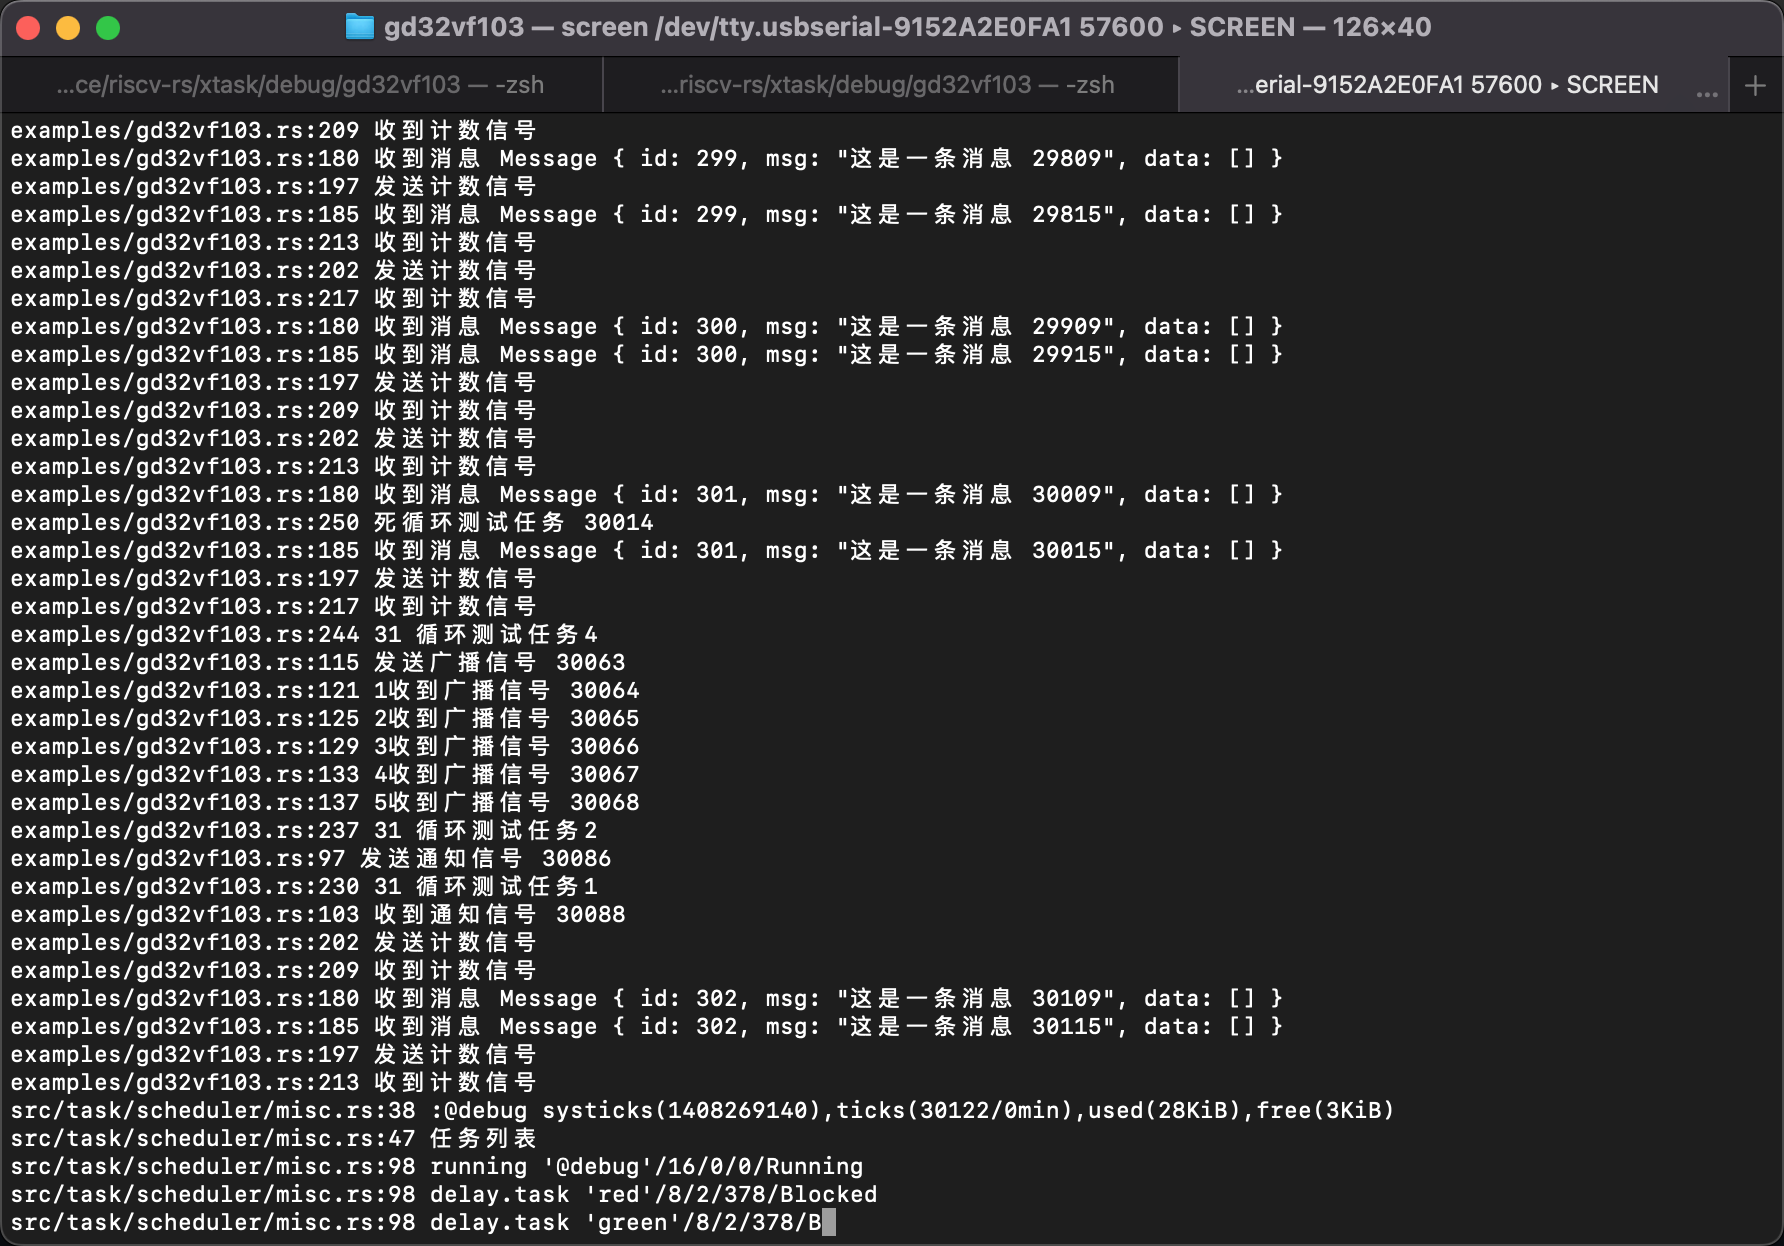 gd32vf103 — screen /dev/tty.usbserial-9152A2E0FA1 57600 ▸ SCREEN — 126×40
...ce/riscv-rs/xtask/debug/gd32vf103 — -zsh
...riscv-rs/xtask/debug/gd32vf103 — -zsh
...erial-9152A2E0FA1 57600 ▸ SCREEN ... +
examples/gd32vf103.rs:209 收到计数信号
examples/gd32vf103.rs:180 收到消息 Message { id: 299, msg: "这是一条消息 29809", data: [] }
examples/gd32vf103.rs:197 发送计数信号
examples/gd32vf103.rs:185 收到消息 Message { id: 299, msg: "这是一条消息 29815", data: [] }
examples/gd32vf103.rs:213 收到计数信号
examples/gd32vf103.rs:202 发送计数信号
examples/gd32vf103.rs:217 收到计数信号
examples/gd32vf103.rs:180 收到消息 Message { id: 300, msg: "这是一条消息 29909", data: [] }
examples/gd32vf103.rs:185 收到消息 Message { id: 300, msg: "这是一条消息 29915", data: [] }
examples/gd32vf103.rs:197 发送计数信号
examples/gd32vf103.rs:209 收到计数信号
examples/gd32vf103.rs:202 发送计数信号
examples/gd32vf103.rs:213 收到计数信号
examples/gd32vf103.rs:180 收到消息 Message { id: 301, msg: "这是一条消息 30009", data: [] }
examples/gd32vf103.rs:250 死循环测试任务 30014
examples/gd32vf103.rs:185 收到消息 Message { id: 301, msg: "这是一条消息 30015", data: [] }
examples/gd32vf103.rs:197 发送计数信号
examples/gd32vf103.rs:217 收到计数信号
examples/gd32vf103.rs:244 31 循环测试任务4
examples/gd32vf103.rs:115 发送广播信号 30063
examples/gd32vf103.rs:121 1收到广播信号 30064
examples/gd32vf103.rs:125 2收到广播信号 30065
examples/gd32vf103.rs:129 3收到广播信号 30066
examples/gd32vf103.rs:133 4收到广播信号 30067
examples/gd32vf103.rs:137 5收到广播信号 30068
examples/gd32vf103.rs:237 31 循环测试任务2
examples/gd32vf103.rs:97 发送通知信号 30086
examples/gd32vf103.rs:230 31 循环测试任务1
examples/gd32vf103.rs:103 收到通知信号 30088
examples/gd32vf103.rs:202 发送计数信号
examples/gd32vf103.rs:209 收到计数信号
examples/gd32vf103.rs:180 收到消息 Message { id: 302, msg: "这是一条消息 30109", data: [] }
examples/gd32vf103.rs:185 收到消息 Message { id: 302, msg: "这是一条消息 30115", data: [] }
examples/gd32vf103.rs:197 发送计数信号
examples/gd32vf103.rs:213 收到计数信号
src/task/scheduler/misc.rs:38 :@debug systicks(1408269140),ticks(30122/0min),used(28KiB),free(3KiB)
src/task/scheduler/misc.rs:47 任务列表
src/task/scheduler/misc.rs:98 running '@debug'/16/0/0/Running
src/task/scheduler/misc.rs:98 delay.task 'red'/8/2/378/Blocked
src/task/scheduler/misc.rs:98 delay.task 'green'/8/2/378/B